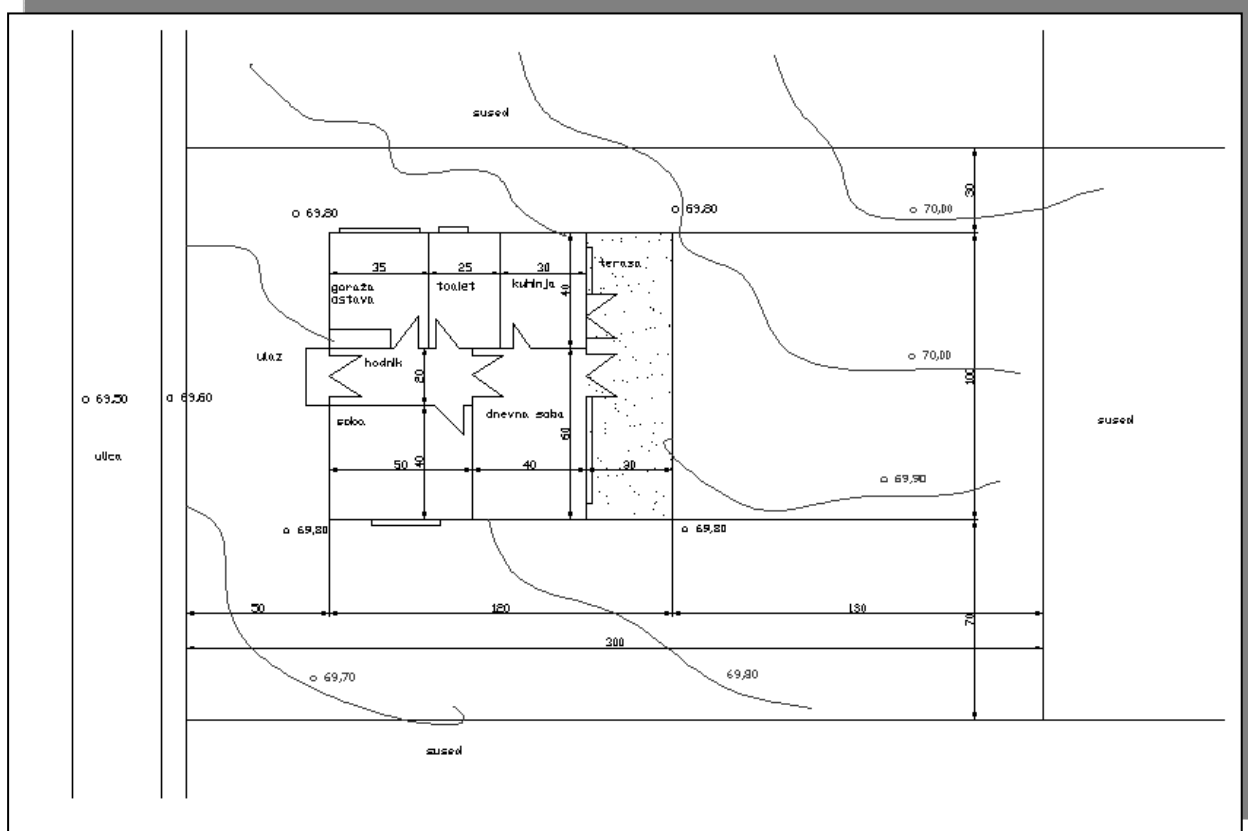 sused
30
69,80
69,80
70,00
35
25
30
terasa
garaža
ostava
toalet
kuhinja
40
ulaz
hodnik
70,00
20
100
69,50
69,60
soba
dnevna soba
60
sused
ulica
50
40
40
30
69,90
69,80
69,80
50
120
130
70
300
69,70
69,80
sused